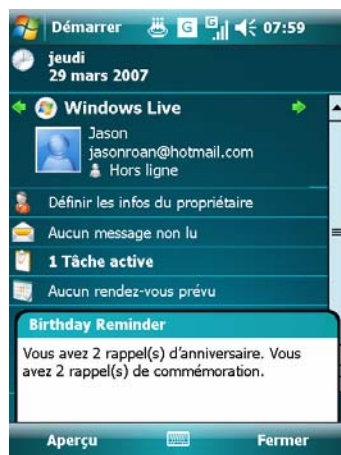 Démarrer G G 07:59
jeudi
29 mars 2007
Windows Live
Jason
jasonroan@hotmail.com
Hors ligne
Définir les infos du propriétaire
Aucun message non lu
1 Tâche active
Aucun rendez-vous prévu
Birthday Reminder
Vous avez 2 rappel(s) d'anniversaire. Vous
avez 2 rappel(s) de commémoration.
Aperçu Fermer